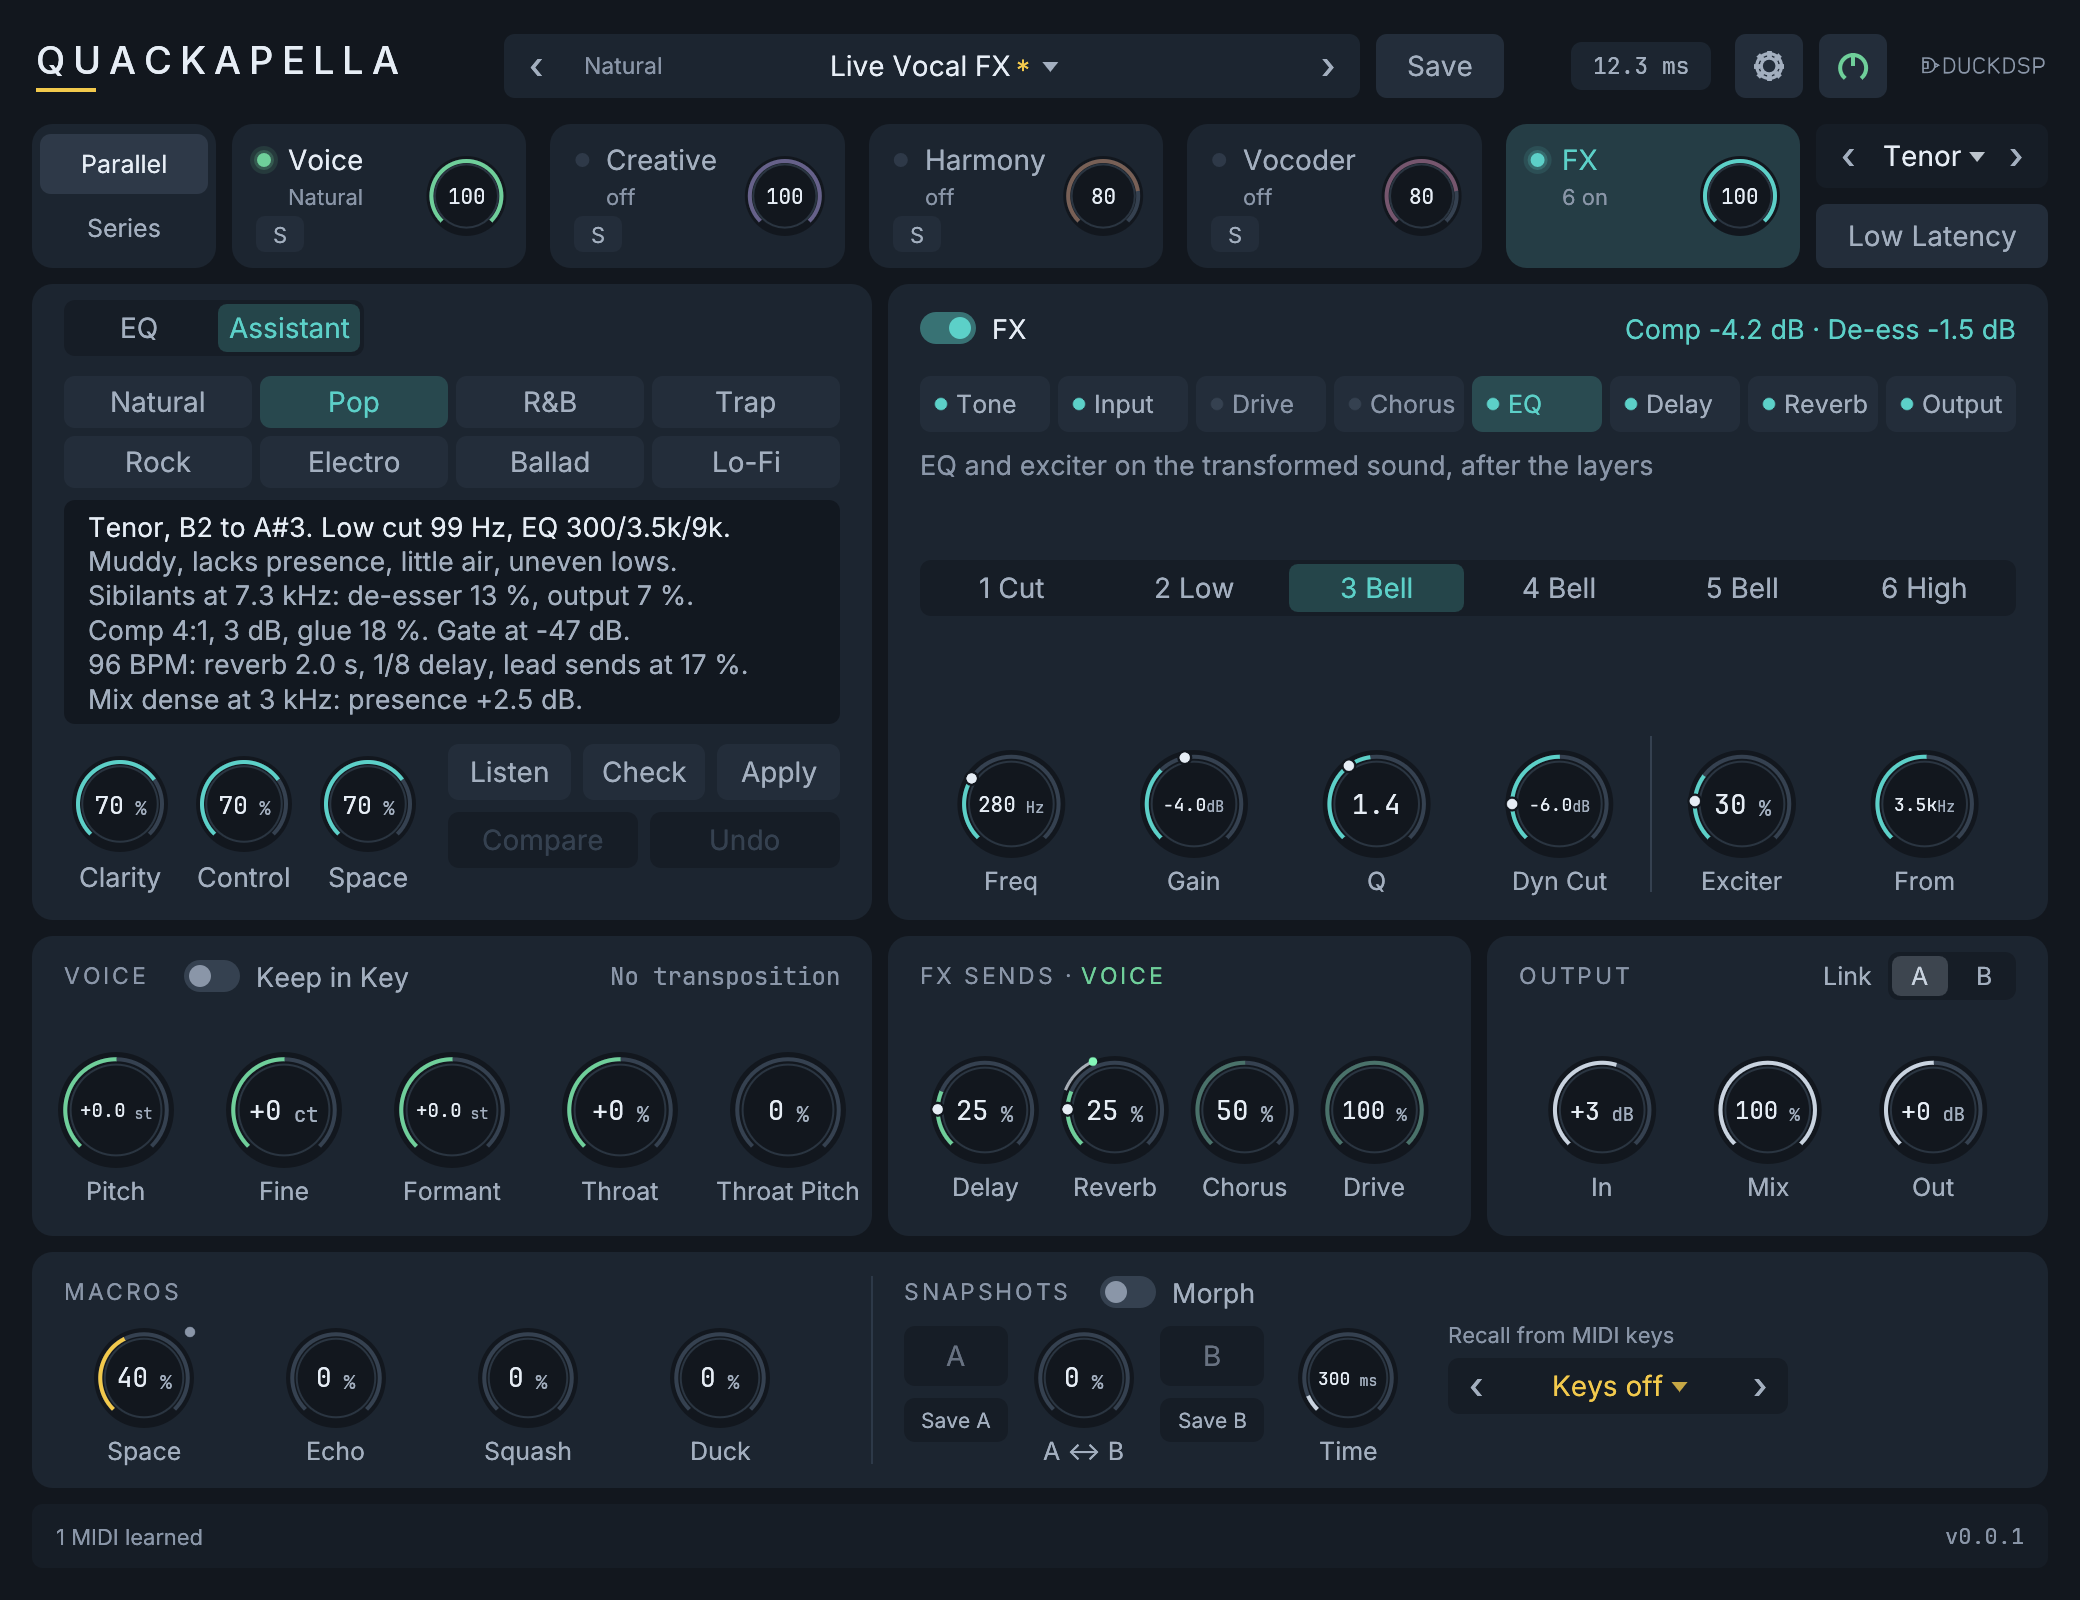 QUACKAPELLA
Natural
Live Vocal FX*
Save
12.3 ms
DUCKDSP
Parallel
Series
Voice
Natural
S
100
Creative
off
S
100
Harmony
off
S
80
Vocoder
off
S
80
FX
6 on
100
Tenor
Low Latency
EQ
Assistant
Natural
Pop
R&B
Trap
Rock
Electro
Ballad
Lo-Fi
Tenor, B2 to A#3. Low cut 99 Hz, EQ 300/3.5k/9k.
Muddy, lacks presence, little air, uneven lows.
Sibilants at 7.3 kHz: de-esser 13 %, output 7 %.
Comp 4:1, 3 dB, glue 18 %. Gate at -47 dB.
96 BPM: reverb 2.0 s, 1/8 delay, lead sends at 17 %.
Mix dense at 3 kHz: presence +2.5 dB.
70 %
Clarity
70 %
Control
70 %
Space
Listen
Check
Apply
Compare
Undo
FX
Comp -4.2 dB · De-ess -1.5 dB
Tone
Input
Drive
Chorus
EQ
Delay
Reverb
Output
EQ and exciter on the transformed sound, after the layers
1 Cut
2 Low
3 Bell
4 Bell
5 Bell
6 High
280 Hz
Freq
-4.0dB
Gain
1.4
Q
-6.0dB
Dyn Cut
30 %
Exciter
3.5kHz
From
VOICE
Keep in Key
No transposition
+0.0 st
Pitch
+0 ct
Fine
+0.0 st
Formant
+0 %
Throat
0 %
Throat Pitch
FX SENDS · VOICE
25 %
Delay
25 %
Reverb
50 %
Chorus
100 %
Drive
OUTPUT
Link
A
B
+3 dB
In
100 %
Mix
+0 dB
Out
MACROS
40 %
Space
0 %
Echo
0 %
Squash
0 %
Duck
SNAPSHOTS
Morph
A
Save A
0 %
A ↔ B
B
Save B
300 ms
Time
Recall from MIDI keys
Keys off
1 MIDI learned
v0.0.1